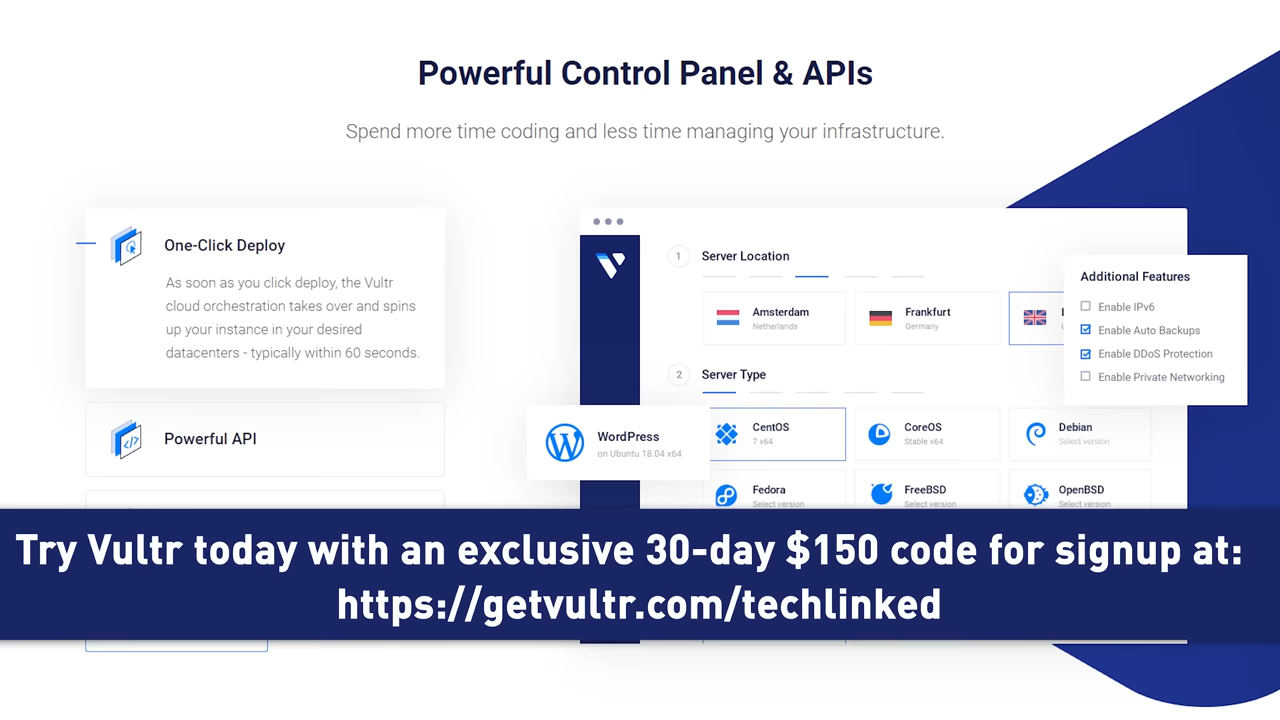 Powerful Control Panel & APIs
Spend more time coding and less time managing your infrastructure.
One-Click Deploy
As soon as you click deploy, the Vultr
cloud orchestration takes over and spins
up your instance in your desired
datacenters - typically within 60 seconds.
Powerful API
1 Server Location
Amsterdam
Netherlands
Frankfurt
Germany
Additional Features
Enable IPv6
Enable Auto Backups
Enable DDoS Protection
Enable Private Networking
2 Server Type
WordPress
on Ubuntu 18.04 x64
CentOS
7 x64
CoreOS
Stable x64
Debian
Select version
Fedora
Select version
FreeBSD
Select version
OpenBSD
Select version
Try Vultr today with an exclusive 30-day $150 code for signup at:
https://getvultr.com/techlinked